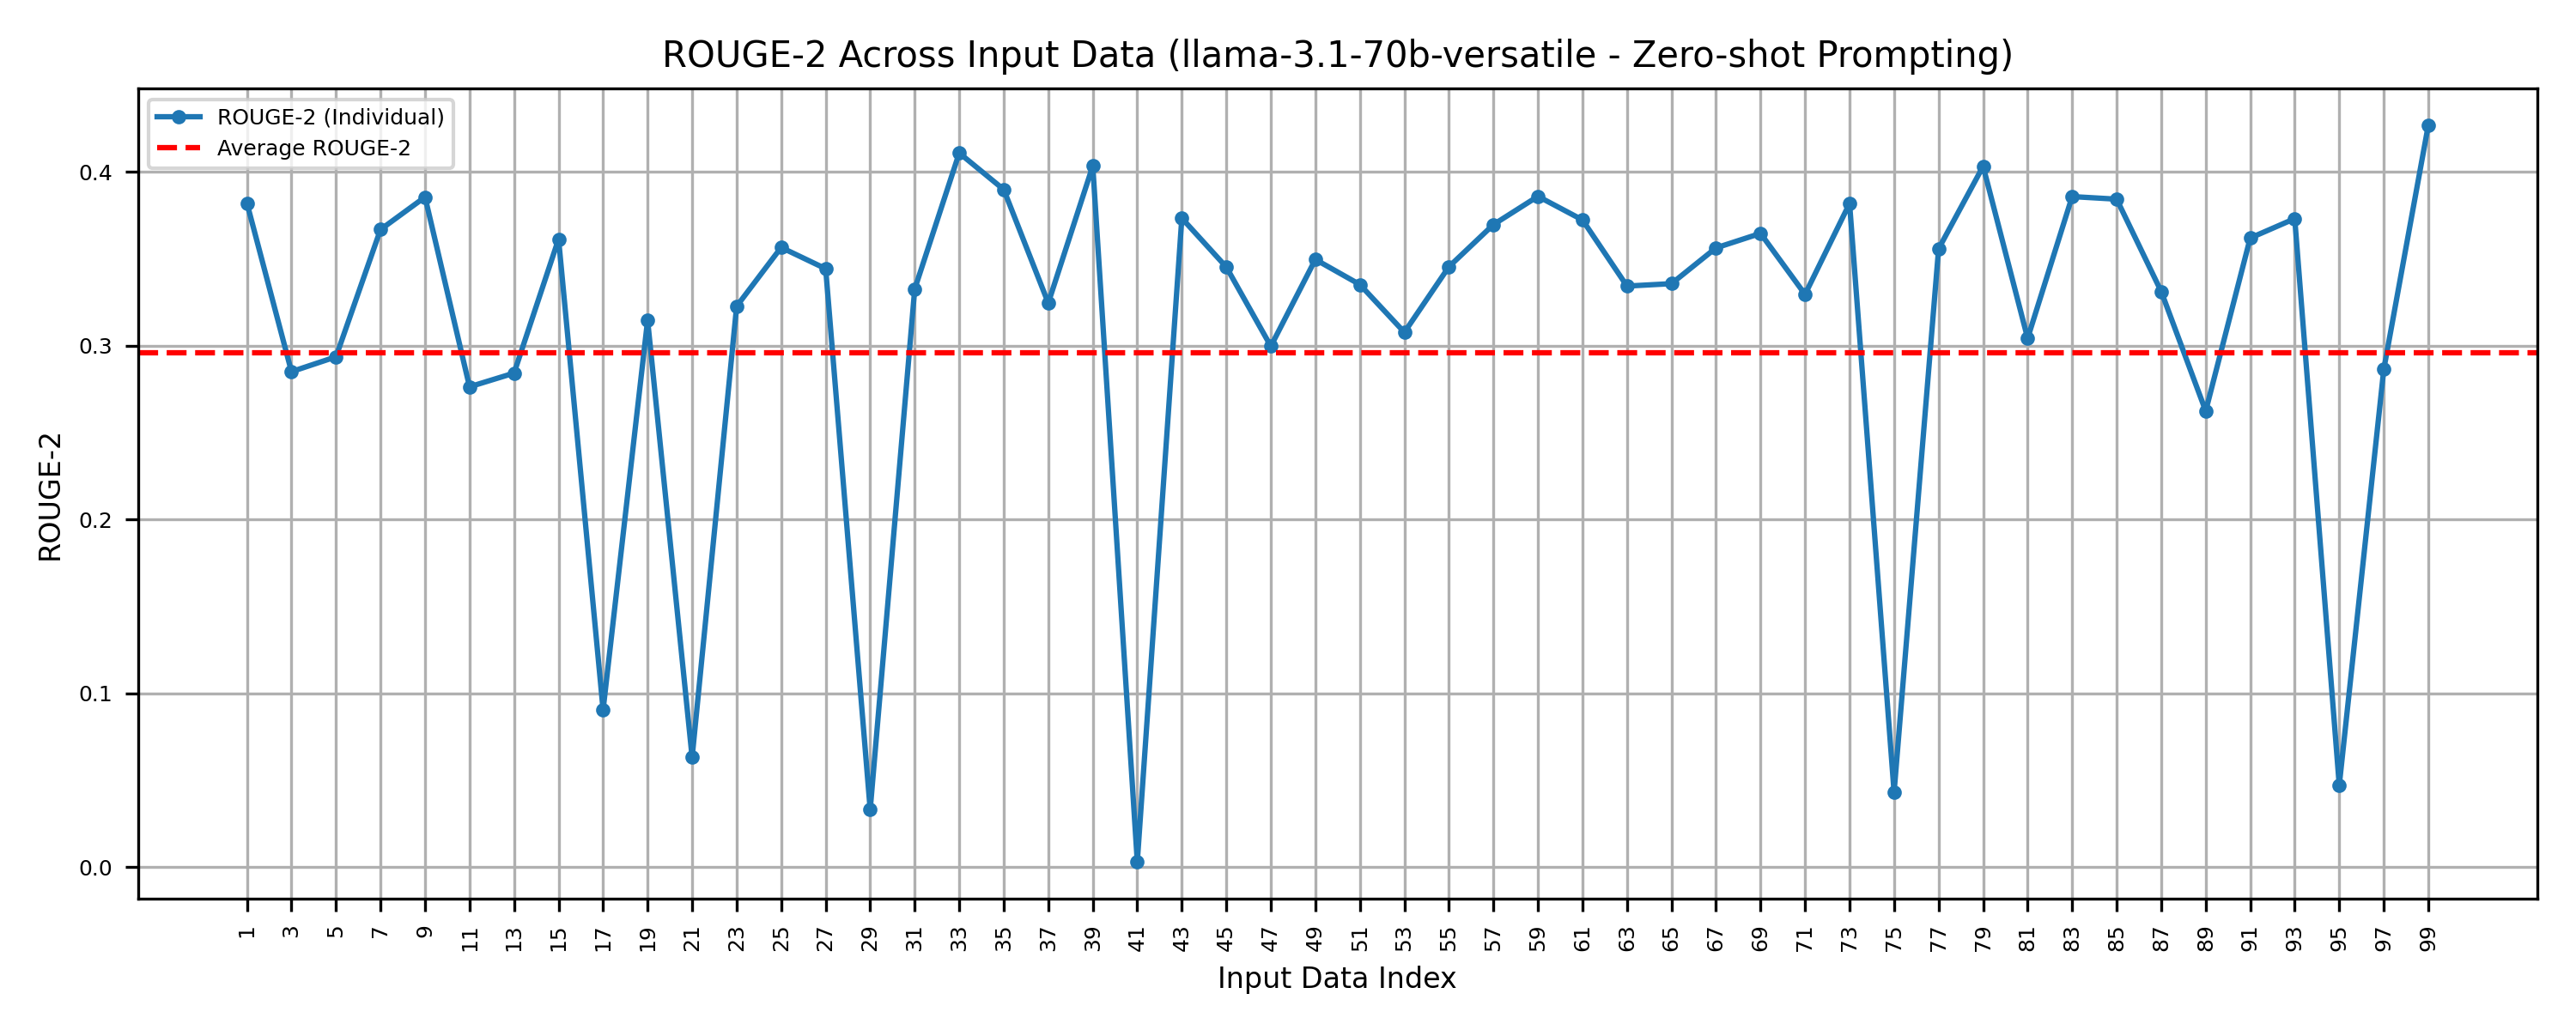 ROUGE-2 Across Input Data (llama-3.1-70b-versatile - Zero-shot Prompting)
ROUGE-2 (Individual)
Average ROUGE-2
0.4
0.3
0.2
0.1
0.0
ROUGE-2
1 3 5 7 9 11 13 15 17 19 21 23 25 27 29 31 33 35 37 39 41 43 45 47 49 51 53 55 57 59 61 63 65 67 69 71 73 75 77 79 81 83 85 87 89 91 93 95 97 99
Input Data Index